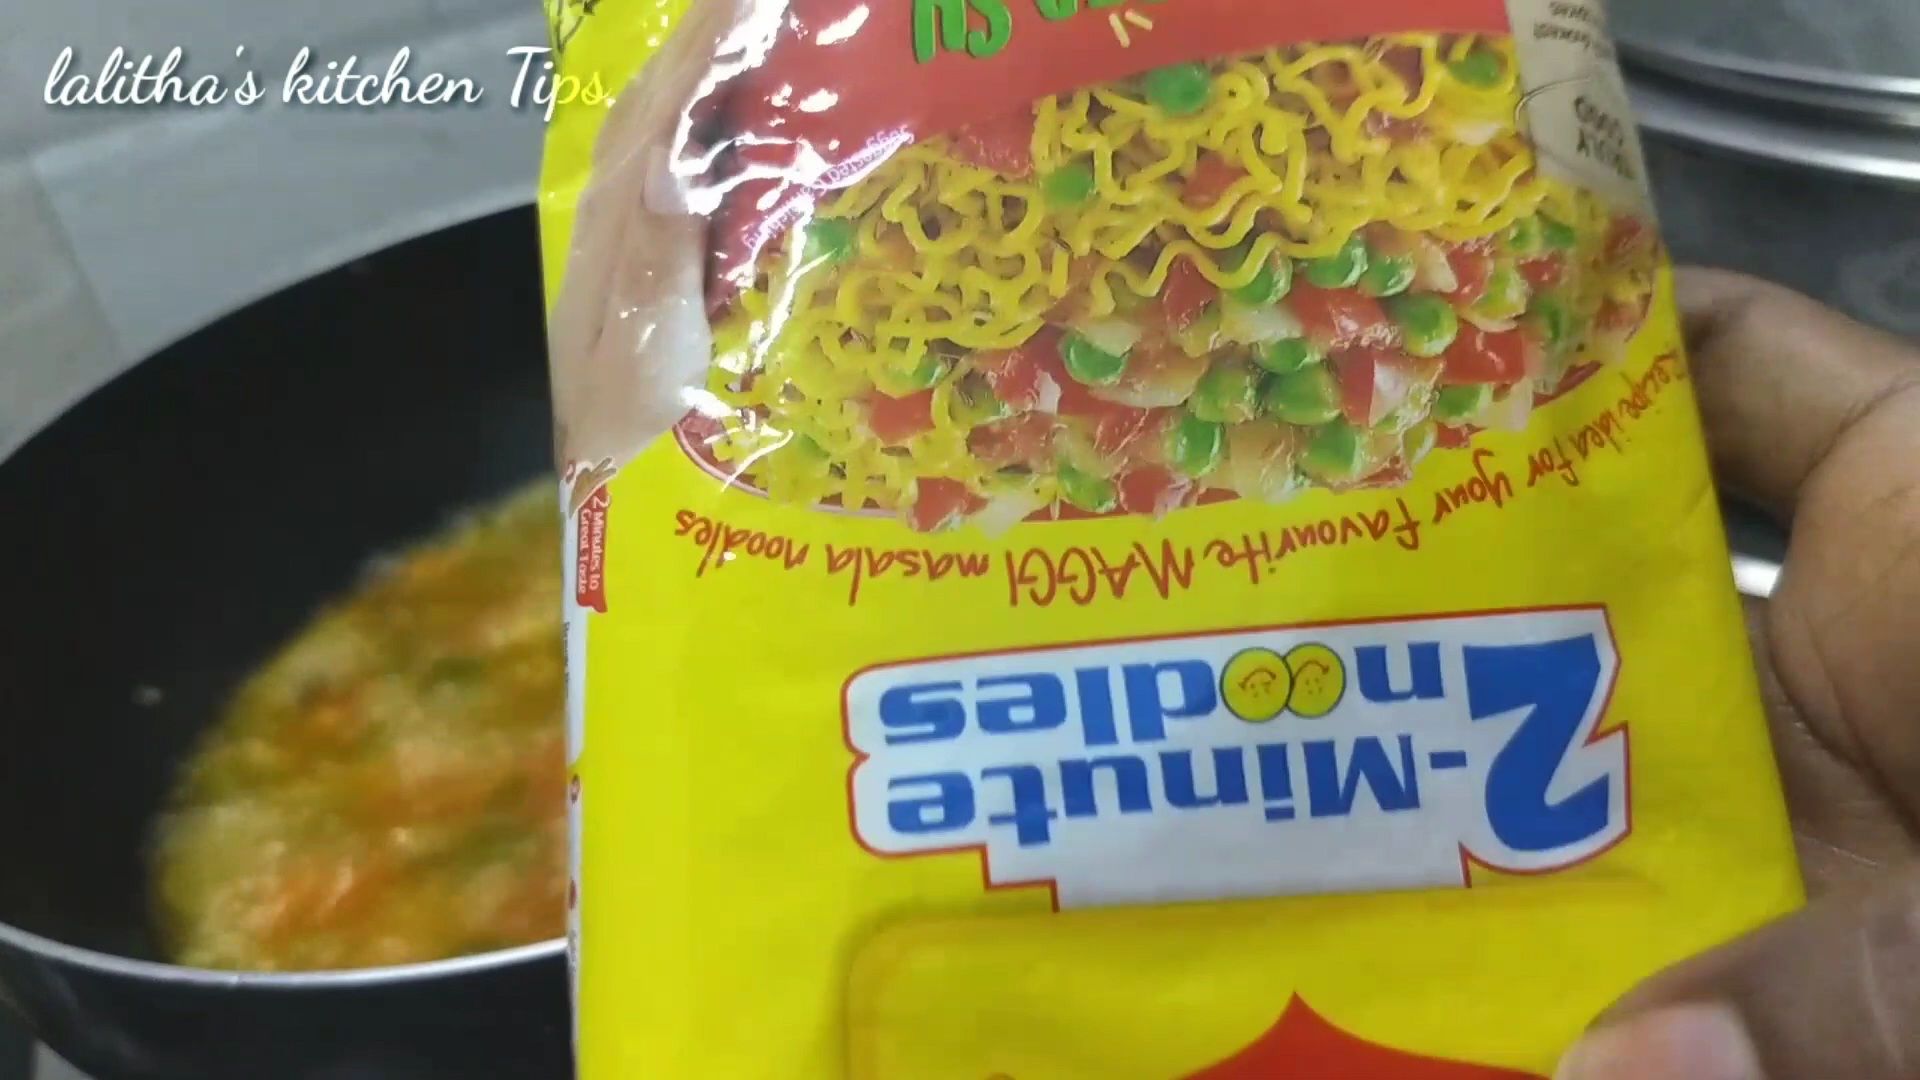 lalitha's kitchen Tips
2-Minute
noodles
Recipe idea for your favourite MAGGI masala noodles
2 Minutes to
Great Taste